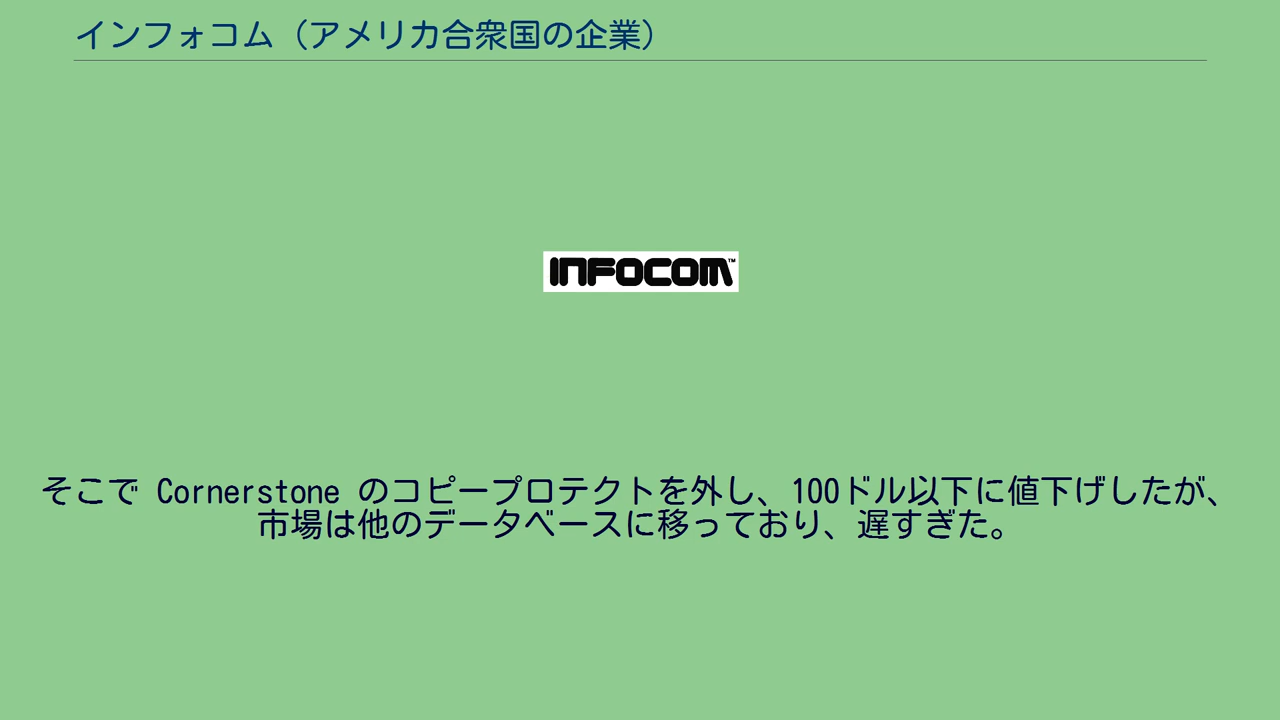 インフォコム（アメリカ合衆国の企業）
INFOCOM™
そこで Cornerstone のコピープロテクトを外し、100ドル以下に値下げしたが、
市場は他のデータベースに移っており、遅すぎた。